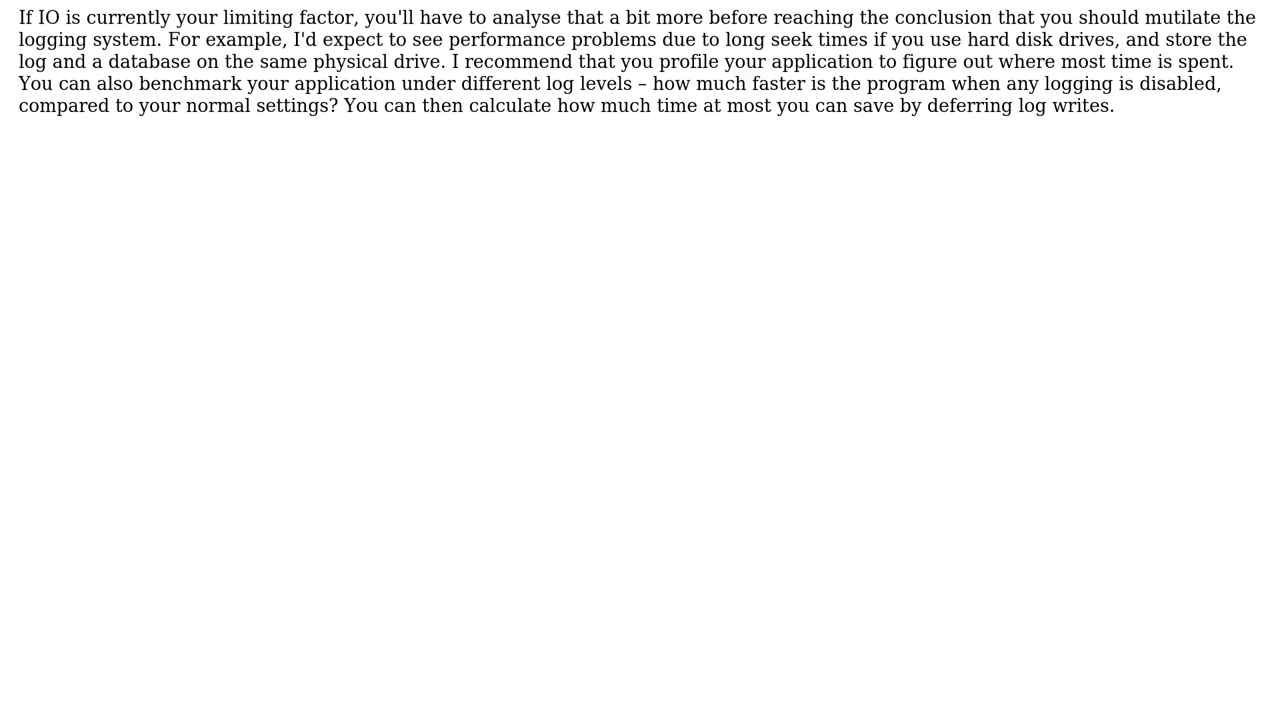 If IO is currently your limiting factor, you'll have to analyse that a bit more before reaching the conclusion that you should mutilate the
logging system. For example, I'd expect to see performance problems due to long seek times if you use hard disk drives, and store the
log and a database on the same physical drive. I recommend that you profile your application to figure out where most time is spent.
You can also benchmark your application under different log levels – how much faster is the program when any logging is disabled,
compared to your normal settings? You can then calculate how much time at most you can save by deferring log writes.